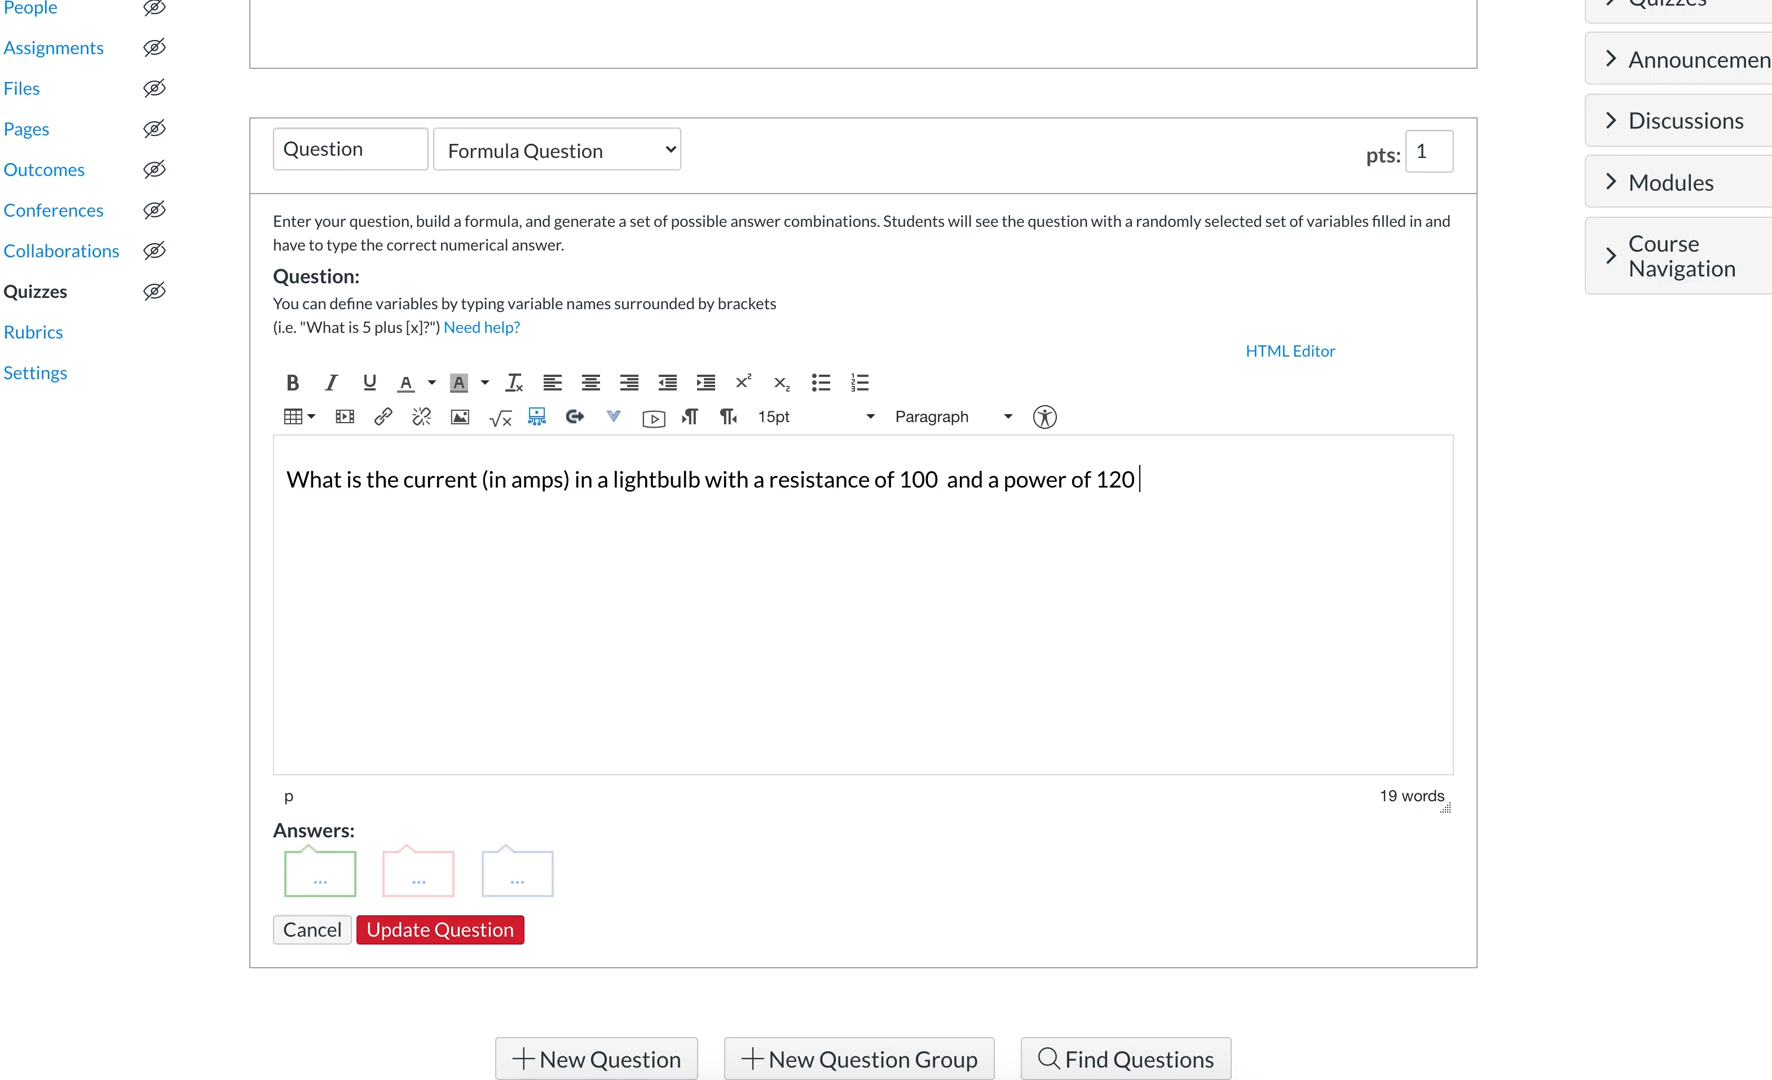 People
Assignments
Files
Pages
Outcomes
Conferences
Collaborations
Quizzes
Rubrics
Settings
Question
Formula Question
pts: 1
Enter your question, build a formula, and generate a set of possible answer combinations. Students will see the question with a randomly selected set of variables filled in and
have to type the correct numerical answer.
Question:
You can define variables by typing variable names surrounded by brackets
(i.e. "What is 5 plus [x]?") Need help?
HTML Editor
15pt
Paragraph
What is the current (in amps) in a lightbulb with a resistance of 100 and a power of 120
p
19 words
Answers:
...
...
...
Cancel
Update Question
New Question
New Question Group
Find Questions
Quizzes
Announcemen
Discussions
Modules
Course
Navigation